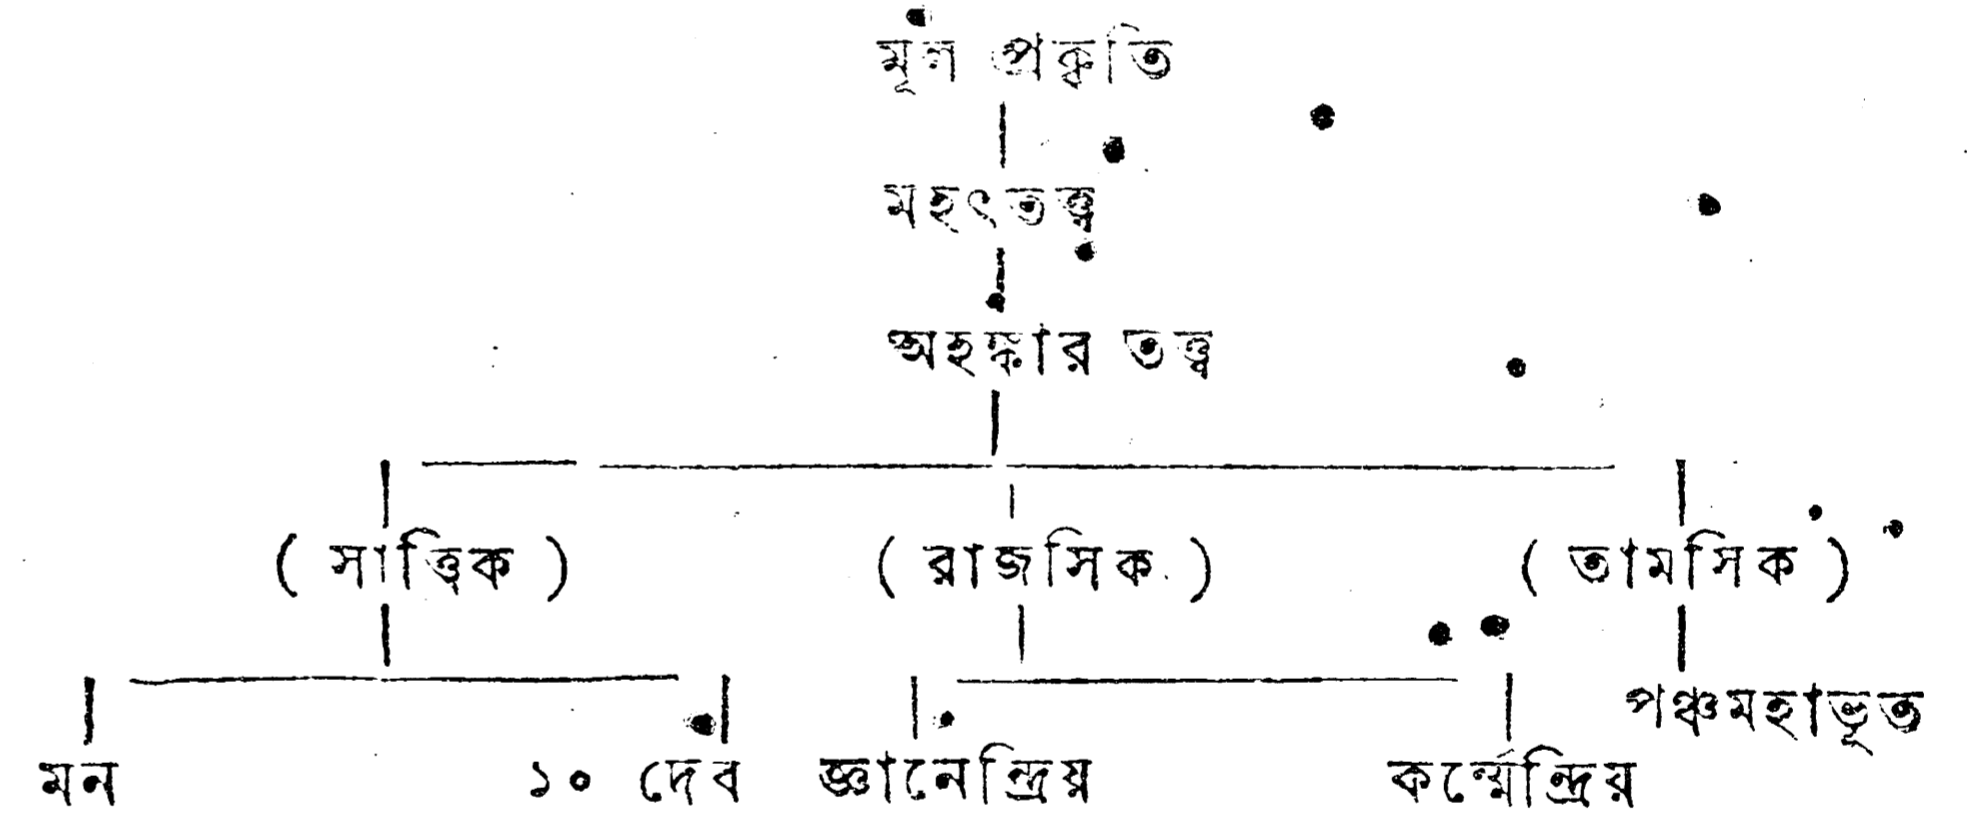 মূল প্রকৃতি
মহৎতত্ত্ব
অহঙ্কার তত্ত্ব
( সাত্ত্বিক ) ( রাজসিক ) ( তামসিক )
পঞ্চমহাভূত
মন ১০ দেব জ্ঞানেন্দ্রিয় কর্ম্মেন্দ্রিয়